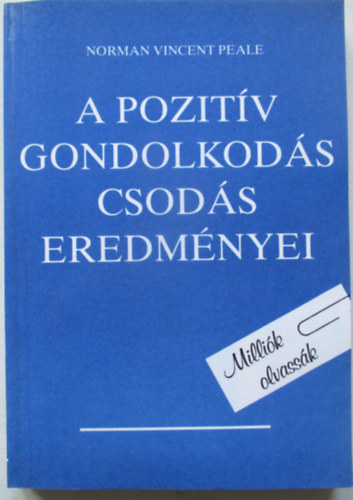 NORMAN VINCENT PEALE
A POZITÍV
GONDOLKODÁS
CSODÁS
EREDMÉNYEI
Milliók
olvassák